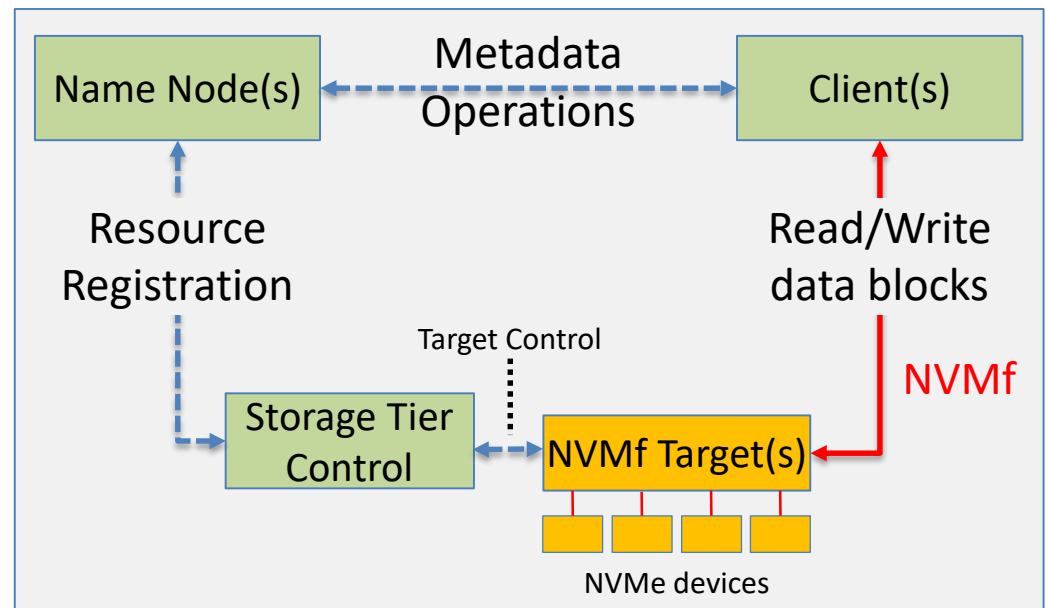 Name Node(s)
Metadata
Operations
Client(s)
Resource
Registration
Read/Write
data blocks
Target Control
NVMf
Storage Tier
Control
NVMf Target(s)
NVMe devices